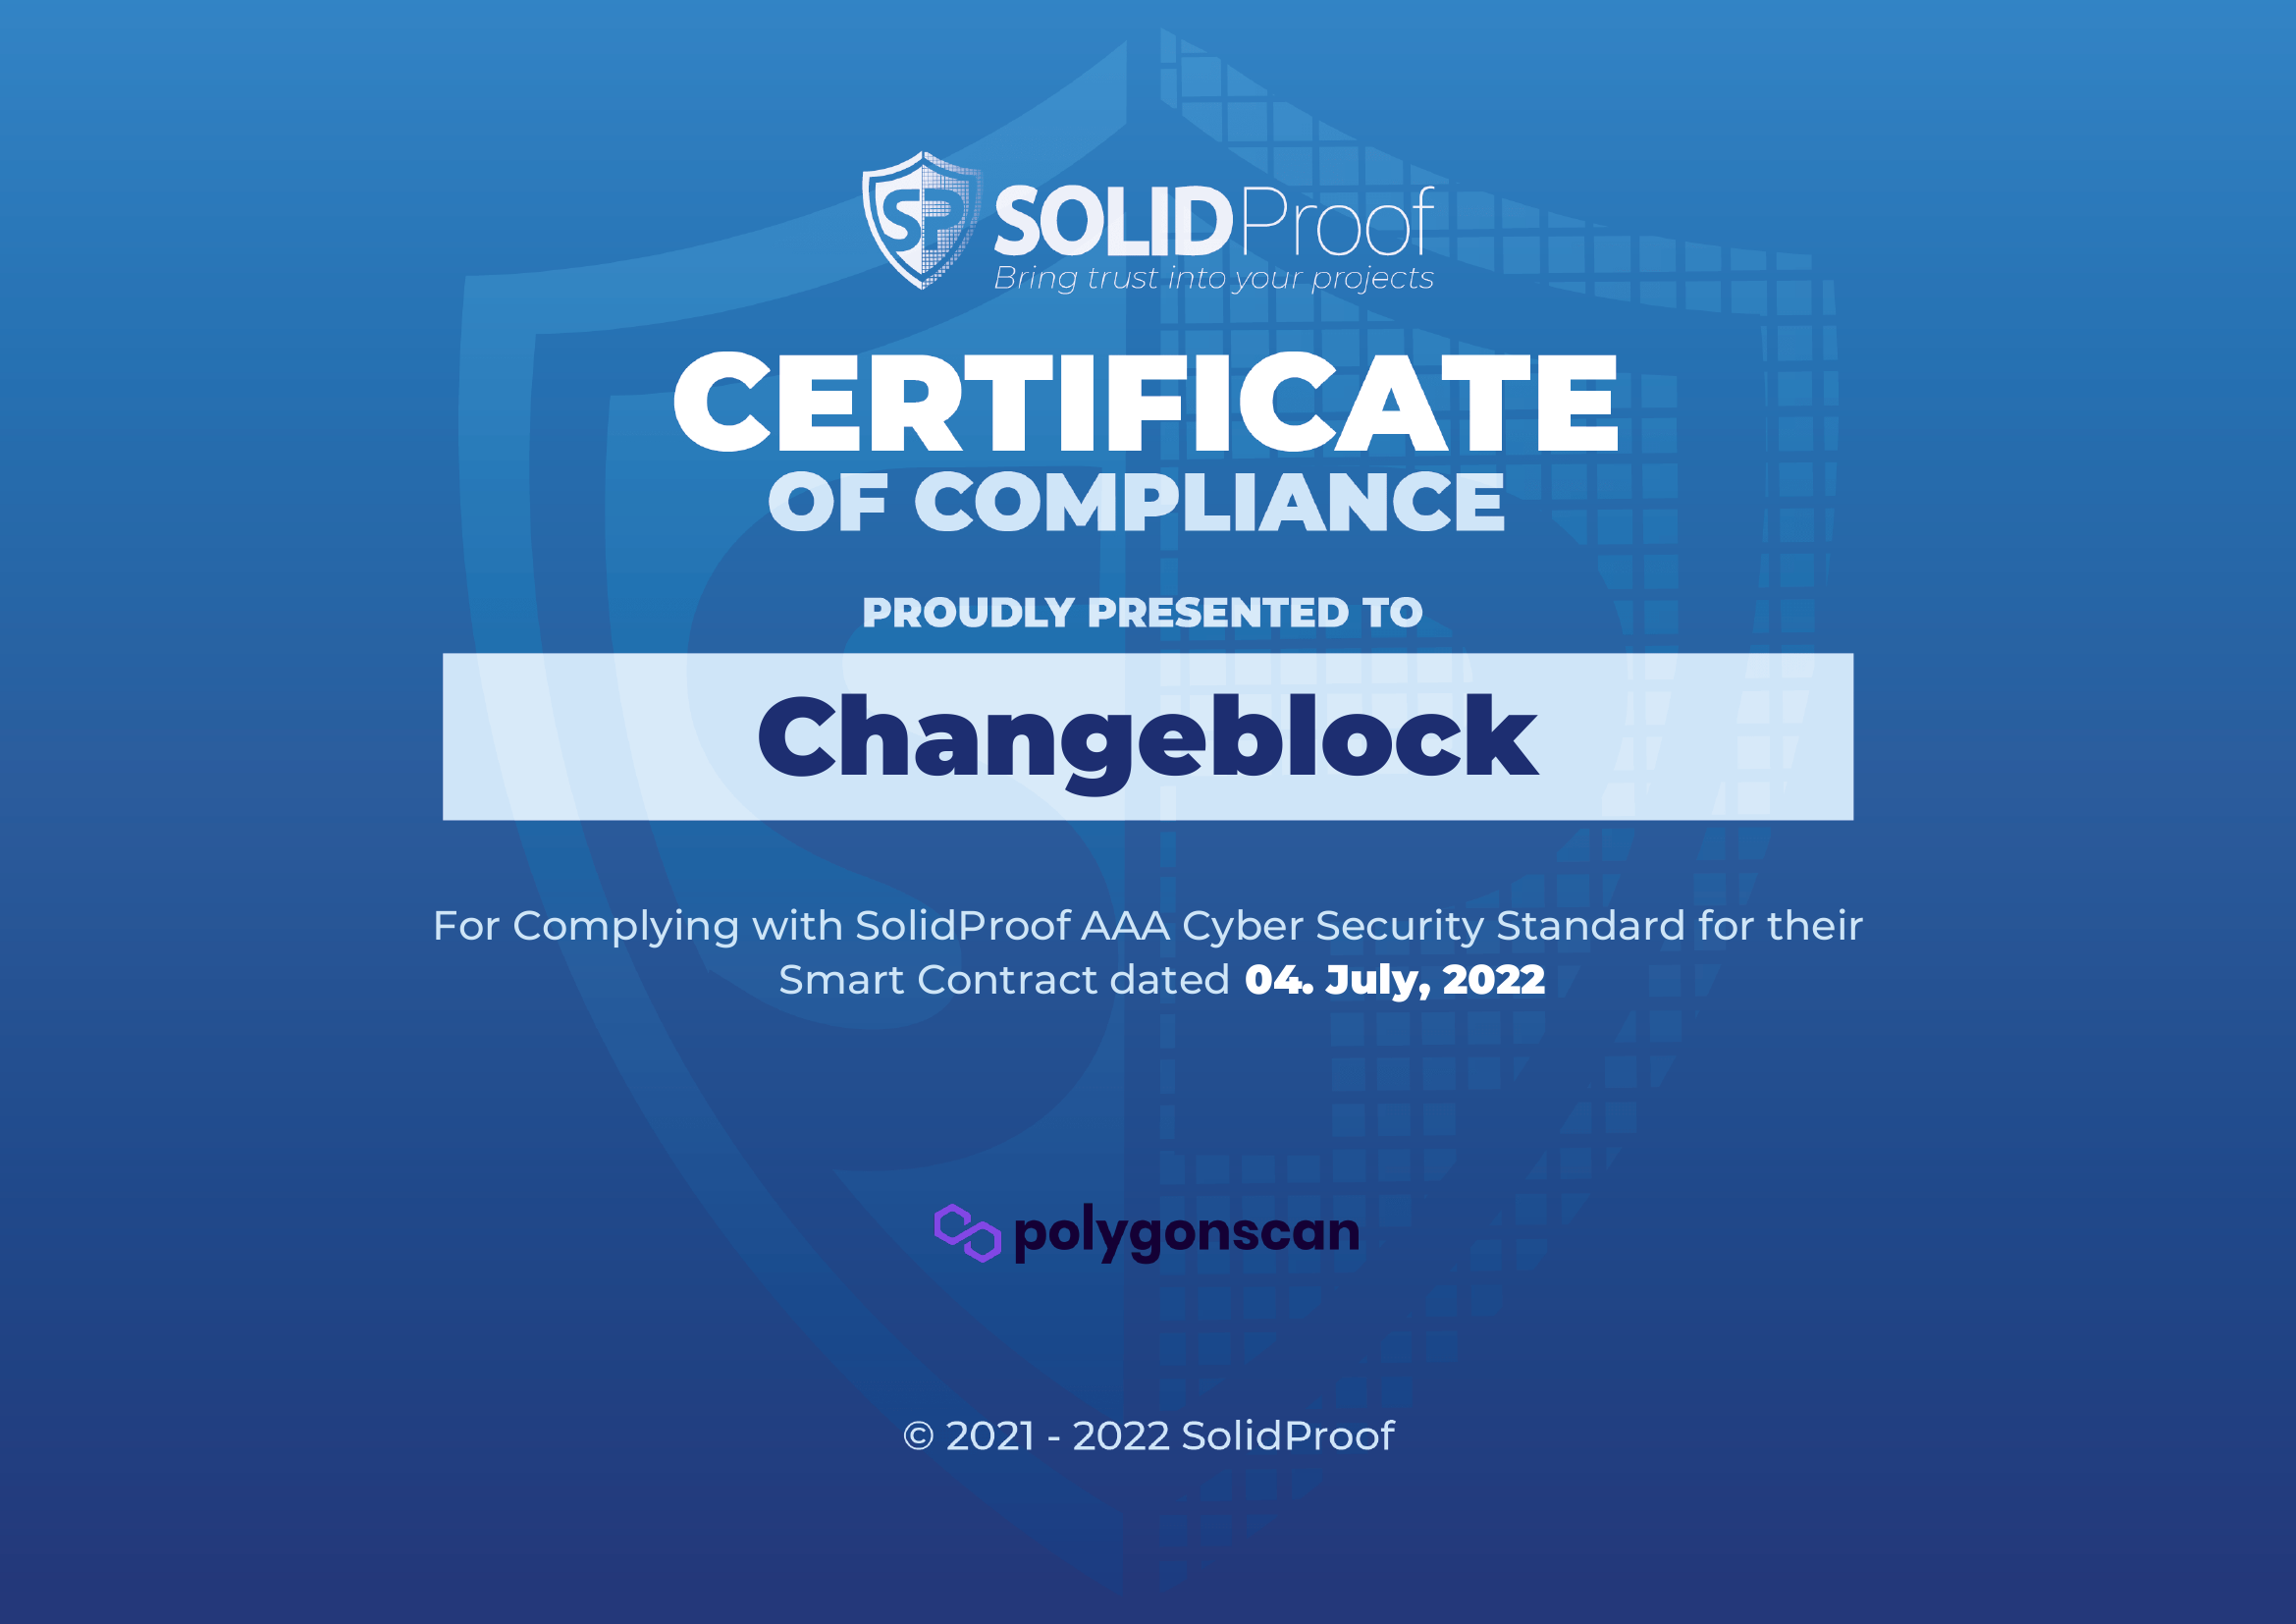 SP SOLIDProof
Bring trust into your projects
CERTIFICATE
OF COMPLIANCE
PROUDLY PRESENTED TO
Changeblock
For Complying with SolidProof AAA Cyber Security Standard for their
Smart Contract dated 04. July, 2022
polygonscan
© 2021 - 2022 SolidProof